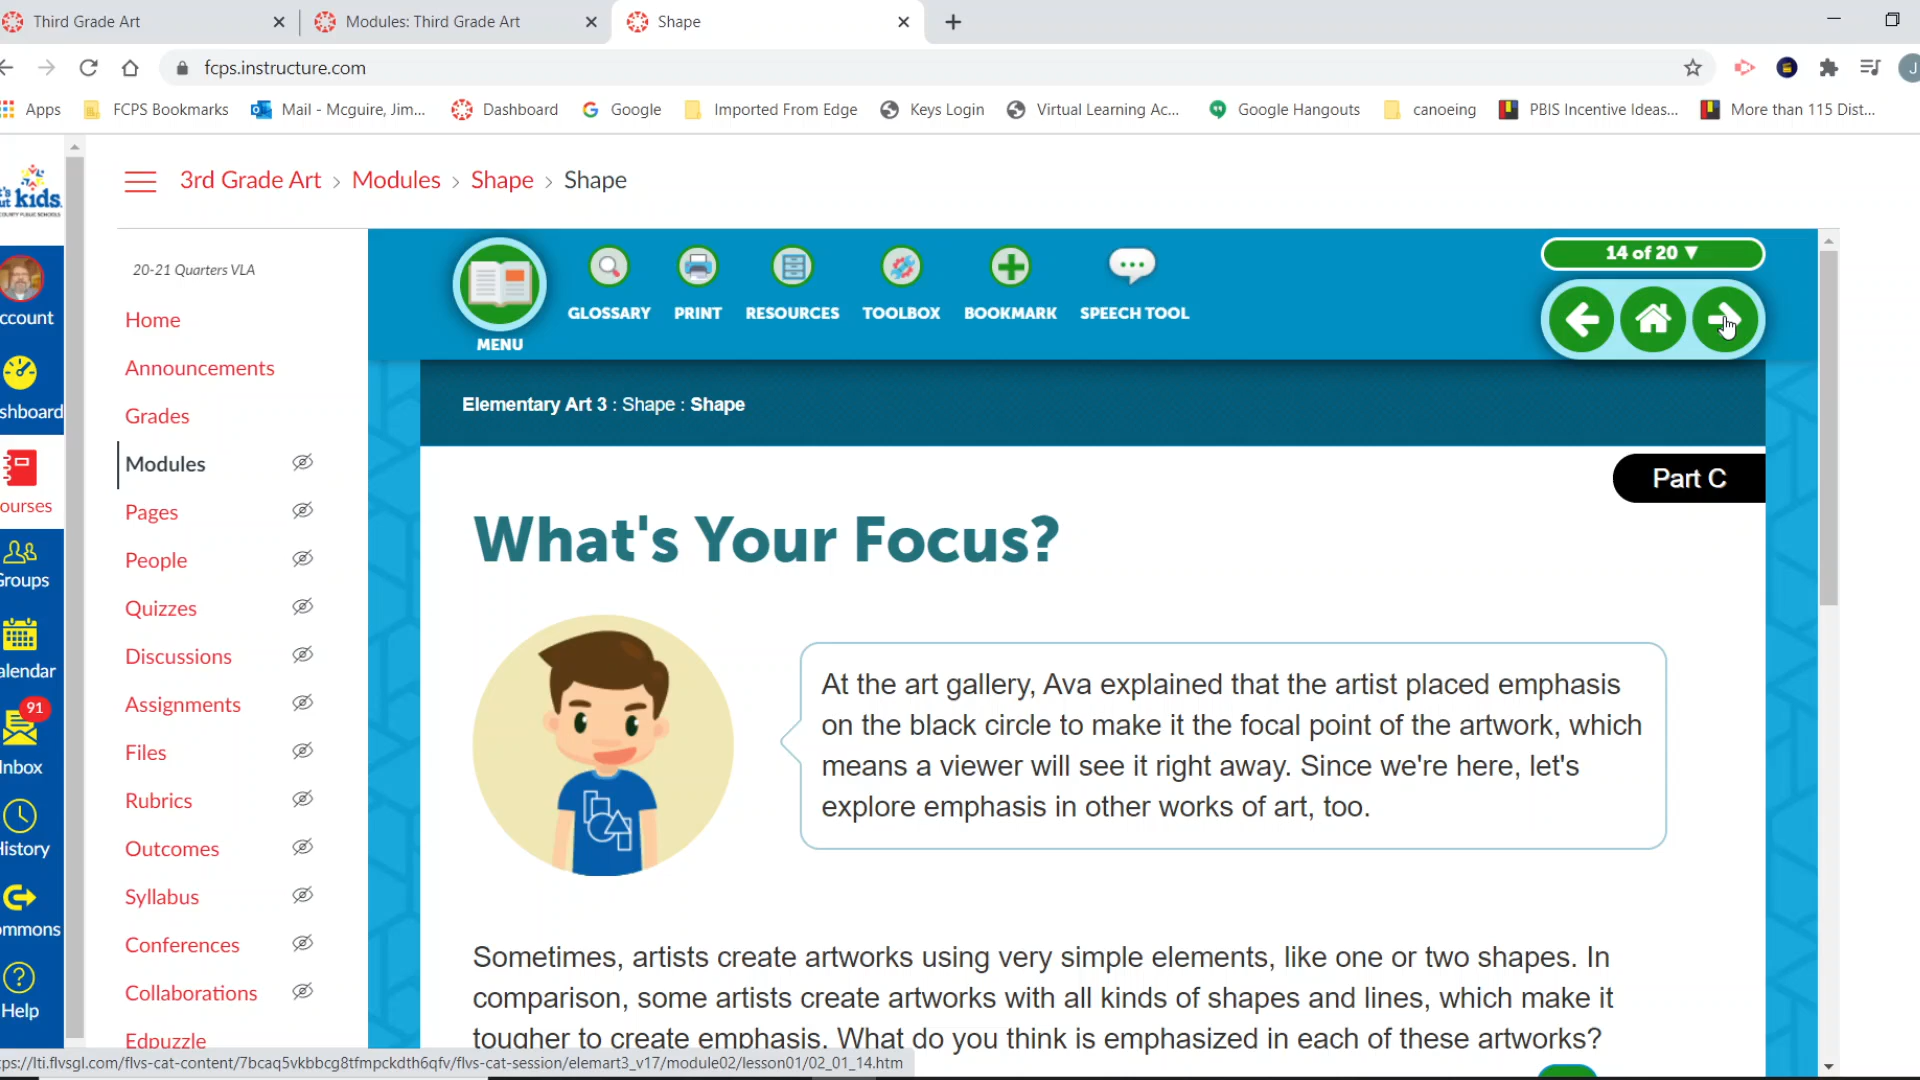 Third Grade Art
Modules: Third Grade Art
Shape
fcps.instructure.com
J
Apps
FCPS Bookmarks
Mail - Mcguire, Jim...
Dashboard
Google
Imported From Edge
Keys Login
Virtual Learning Ac...
Google Hangouts
canoeing
PBIS Incentive Ideas...
More than 115 Dist...
3rd Grade Art > Modules > Shape > Shape
kids
ccount
shboard
ourses
Groups
alendar
91
Inbox
History
ommons
Help
20-21 Quarters VLA
Home
Announcements
Grades
Modules
Pages
People
Quizzes
Discussions
Assignments
Files
Rubrics
Outcomes
Syllabus
Conferences
Collaborations
Edpuzzle
MENU
GLOSSARY
PRINT
RESOURCES
TOOLBOX
BOOKMARK
SPEECH TOOL
14 of 20 ▼
Elementary Art 3 : Shape : Shape
Part C
What's Your Focus?
At the art gallery, Ava explained that the artist placed emphasis
on the black circle to make it the focal point of the artwork, which
means a viewer will see it right away. Since we're here, let's
explore emphasis in other works of art, too.
Sometimes, artists create artworks using very simple elements, like one or two shapes. In
comparison, some artists create artworks with all kinds of shapes and lines, which make it
tougher to create emphasis. What do you think is emphasized in each of these artworks?
ps://lti.flvsgl.com/flvs-cat-content/7bcaq5vkbbcg8tfmpckdth6qfv/flvs-cat-session/elemart3_v17/module02/lesson01/02_01_14.htm